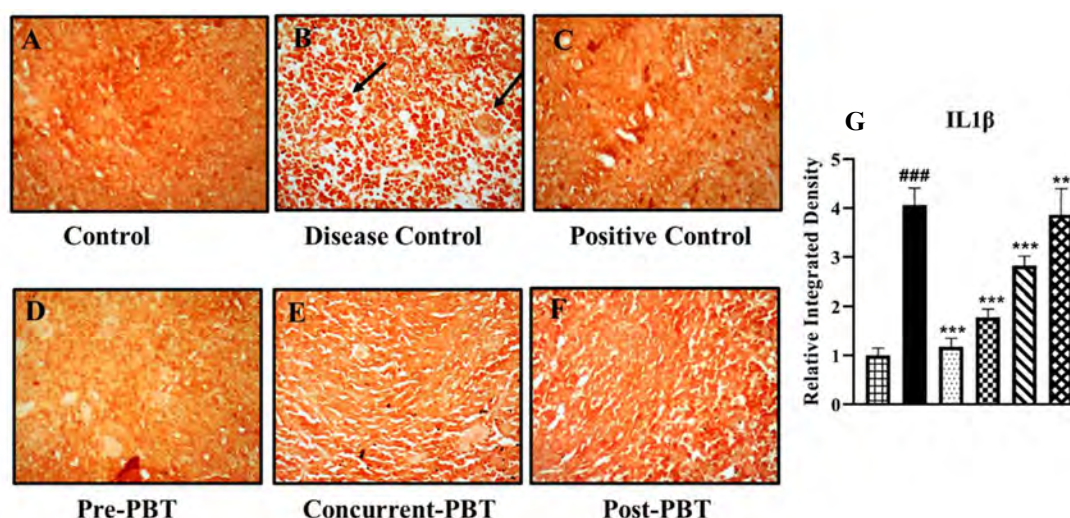 A
B
C
Control
Disease Control
Positive Control
D
E
F
Pre-PBT
Concurrent-PBT
Post-PBT
G
IL1β
Relative Integrated Density
5
4
3
2
1
0
###
***
***
***
**